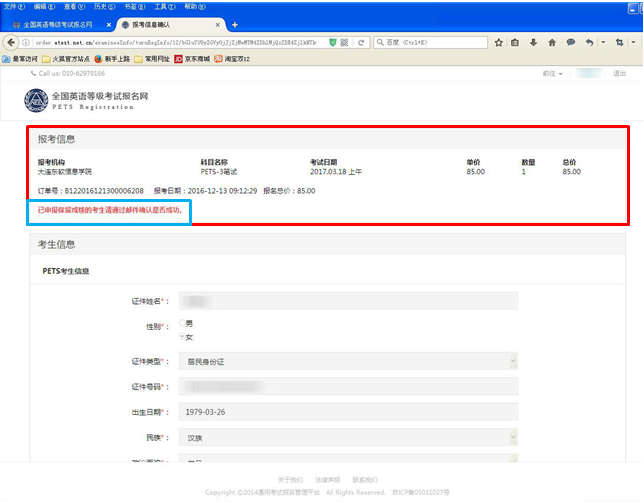 文件(F) 编辑(E) 查看(V) 历史(S) 书签(B) 工具(T) 帮助(H)
全国英语等级考试报名网 × 报考信息确认 × +
百度 <Ctrl+K>
最常访问 火狐官方站点 新手上路 常用网址 JD 京东商城 淘宝双12
Call us: 010-62979166 前往 退出
全国英语等级考试报名网
PETS Registration
报考信息
报考机构 科目名称 考试日期 单价 数量 总价
大连东软信息学院 PETS-3笔试 2017.03.18 上午 85.00 1 85.00
订单号：B122016121300006208 报考日期：2016-12-13 09:12:29 报名总价：85.00
已申报保留成绩的考生请通过邮件确认是否成功。
考生信息
PETS考生信息
证件姓名*：
性别*： 男
女
证件类型*： 居民身份证
证件号码*：
出生日期*： 1979-03-26
民族*： 汉族
关于我们 法律声明 联系我们
Copyright ©2014通用考试报名管理平台 All Rights Reserved. 京ICP备05031027号